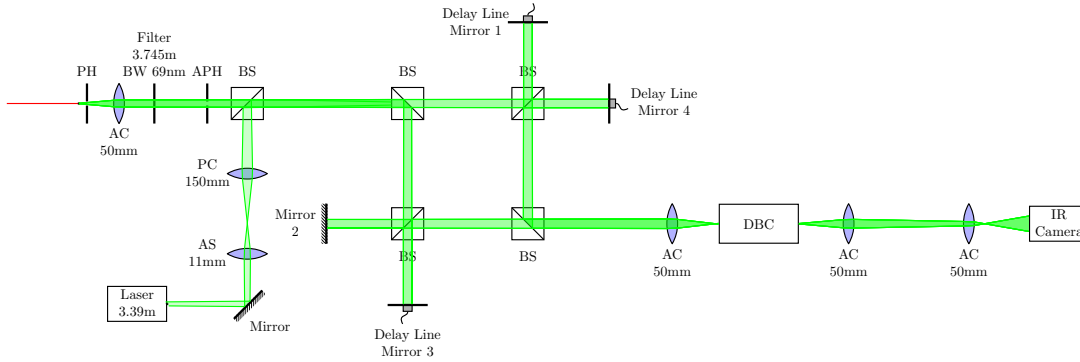 Delay Line
Mirror 1
Filter
3.745m
BW 69nm
PH
APH
BS
BS
BS
Delay Line
Mirror 4
AC
50mm
PC
150mm
Mirror
2
AS
11mm
BS
BS
DBC
IR
Camera
AC
50mm
AC
50mm
AC
50mm
Laser
3.39m
Mirror
Delay Line
Mirror 3